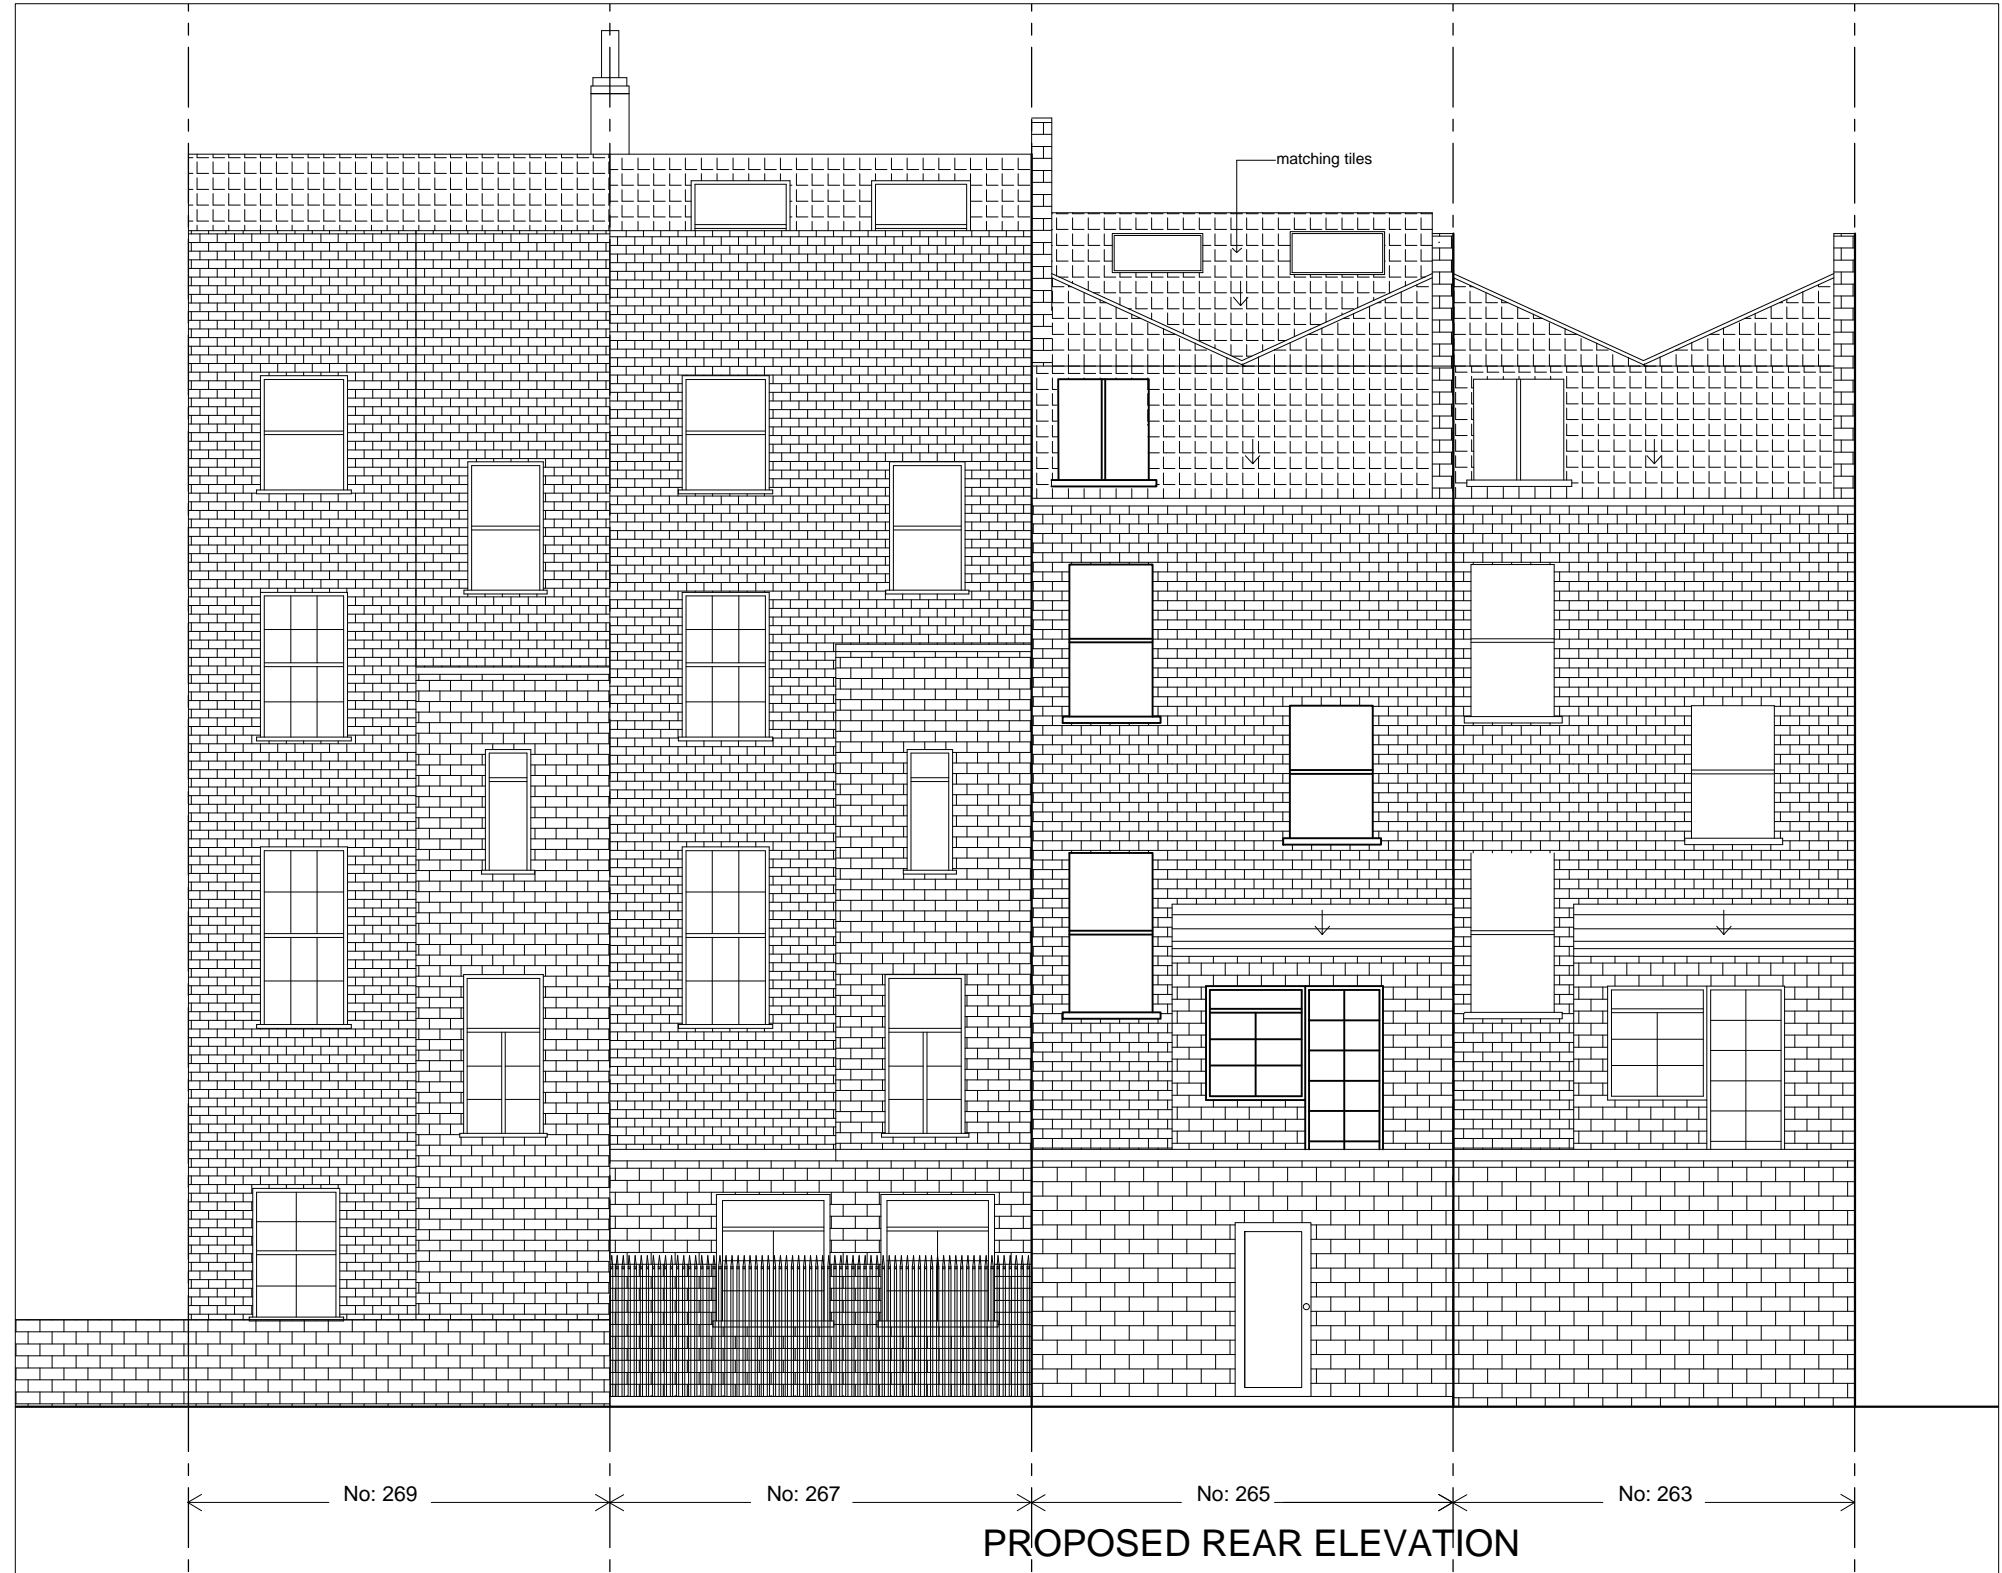 matching tiles
No: 269
No: 267
No: 265
No: 263
PROPOSED REAR ELEVATION